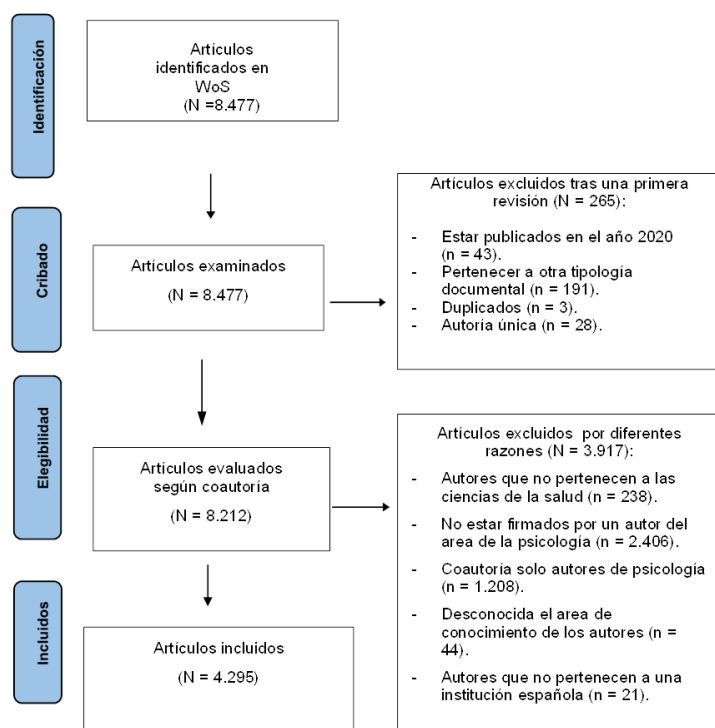 Identificación
Artículos
identificados en
WoS
(N =8.477)
Cribado
Artículos examinados
(N = 8.477)
Artículos excluidos tras una primera
revisión (N = 265):
- Estar publicados en el año 2020
(n = 43).
- Pertenecer a otra tipología
documental (n = 191).
- Duplicados (n = 3).
- Autoría única (n = 28).
Elegibilidad
Artículos evaluados
según coautoría
(N = 8.212)
Artículos excluidos por diferentes
razones (N = 3.917):
- Autores que no pertenecen a las
ciencias de la salud (n = 238).
- No estar firmados por un autor del
area de la psicología (n = 2.406).
- Coautoría solo autores de psicología
(n = 1.208).
- Desconocida el area de
conocimiento de los autores (n =
44).
- Autores que no pertenecen a una
institución española (n = 21).
Incluidos
Artículos incluidos
(N = 4.295)